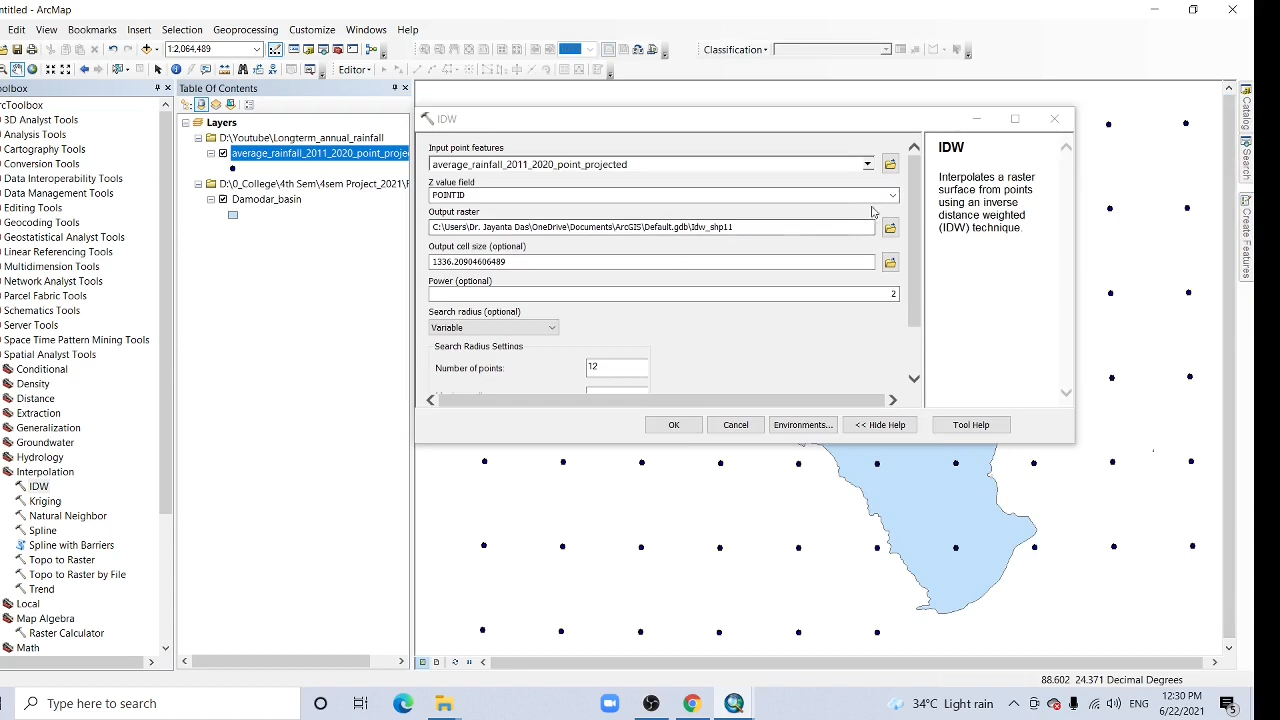 ntitled - ArcMap
Edit View Bookmarks Insert Selection Geoprocessing Customize Windows Help
1:2,064,489
Classification
Editor
oolbox
Table Of Contents
rcToolbox
3D Analyst Tools
Analysis Tools
Cartography Tools
Conversion Tools
Data Interoperability Tools
Data Management Tools
Editing Tools
Geocoding Tools
Geostatistical Analyst Tools
Linear Referencing Tools
Multidimension Tools
Network Analyst Tools
Parcel Fabric Tools
Schematics Tools
Server Tools
Space Time Pattern Mining Tools
Spatial Analyst Tools
Conditional
Density
Distance
Extraction
Generalization
Groundwater
Hydrology
Interpolation
IDW
Kriging
Natural Neighbor
Spline
Spline with Barriers
Topo to Raster
Topo to Raster by File
Trend
Local
Map Algebra
Raster Calculator
Math
Layers
D:\Youtube\Longterm_annual_rainfall
average_rainfall_2011_2020_point_proje
D:\0_College\4th Sem\4sem Project_2021\F
Damodar_basin
IDW
Input point features
average_rainfall_2011_2020_point_projected
Z value field
POINTID
Output raster
C:\Users\Dr. Jayanta Das\OneDrive\Documents\ArcGIS\Default.gdb\Idw_shp11
Output cell size (optional)
1336.20904606489
Power (optional)
2
Search radius (optional)
Variable
Search Radius Settings
Number of points:
12
OK
Cancel
Environments...
<< Hide Help
Tool Help
IDW
Interpolates a raster
surface from points
using an inverse
distance weighted
(IDW) technique.
Catalog
Search
Create Features
88.602 24.371 Decimal Degrees
Type here to search
34°C Light rain
ENG
12:30 PM
6/22/2021
5